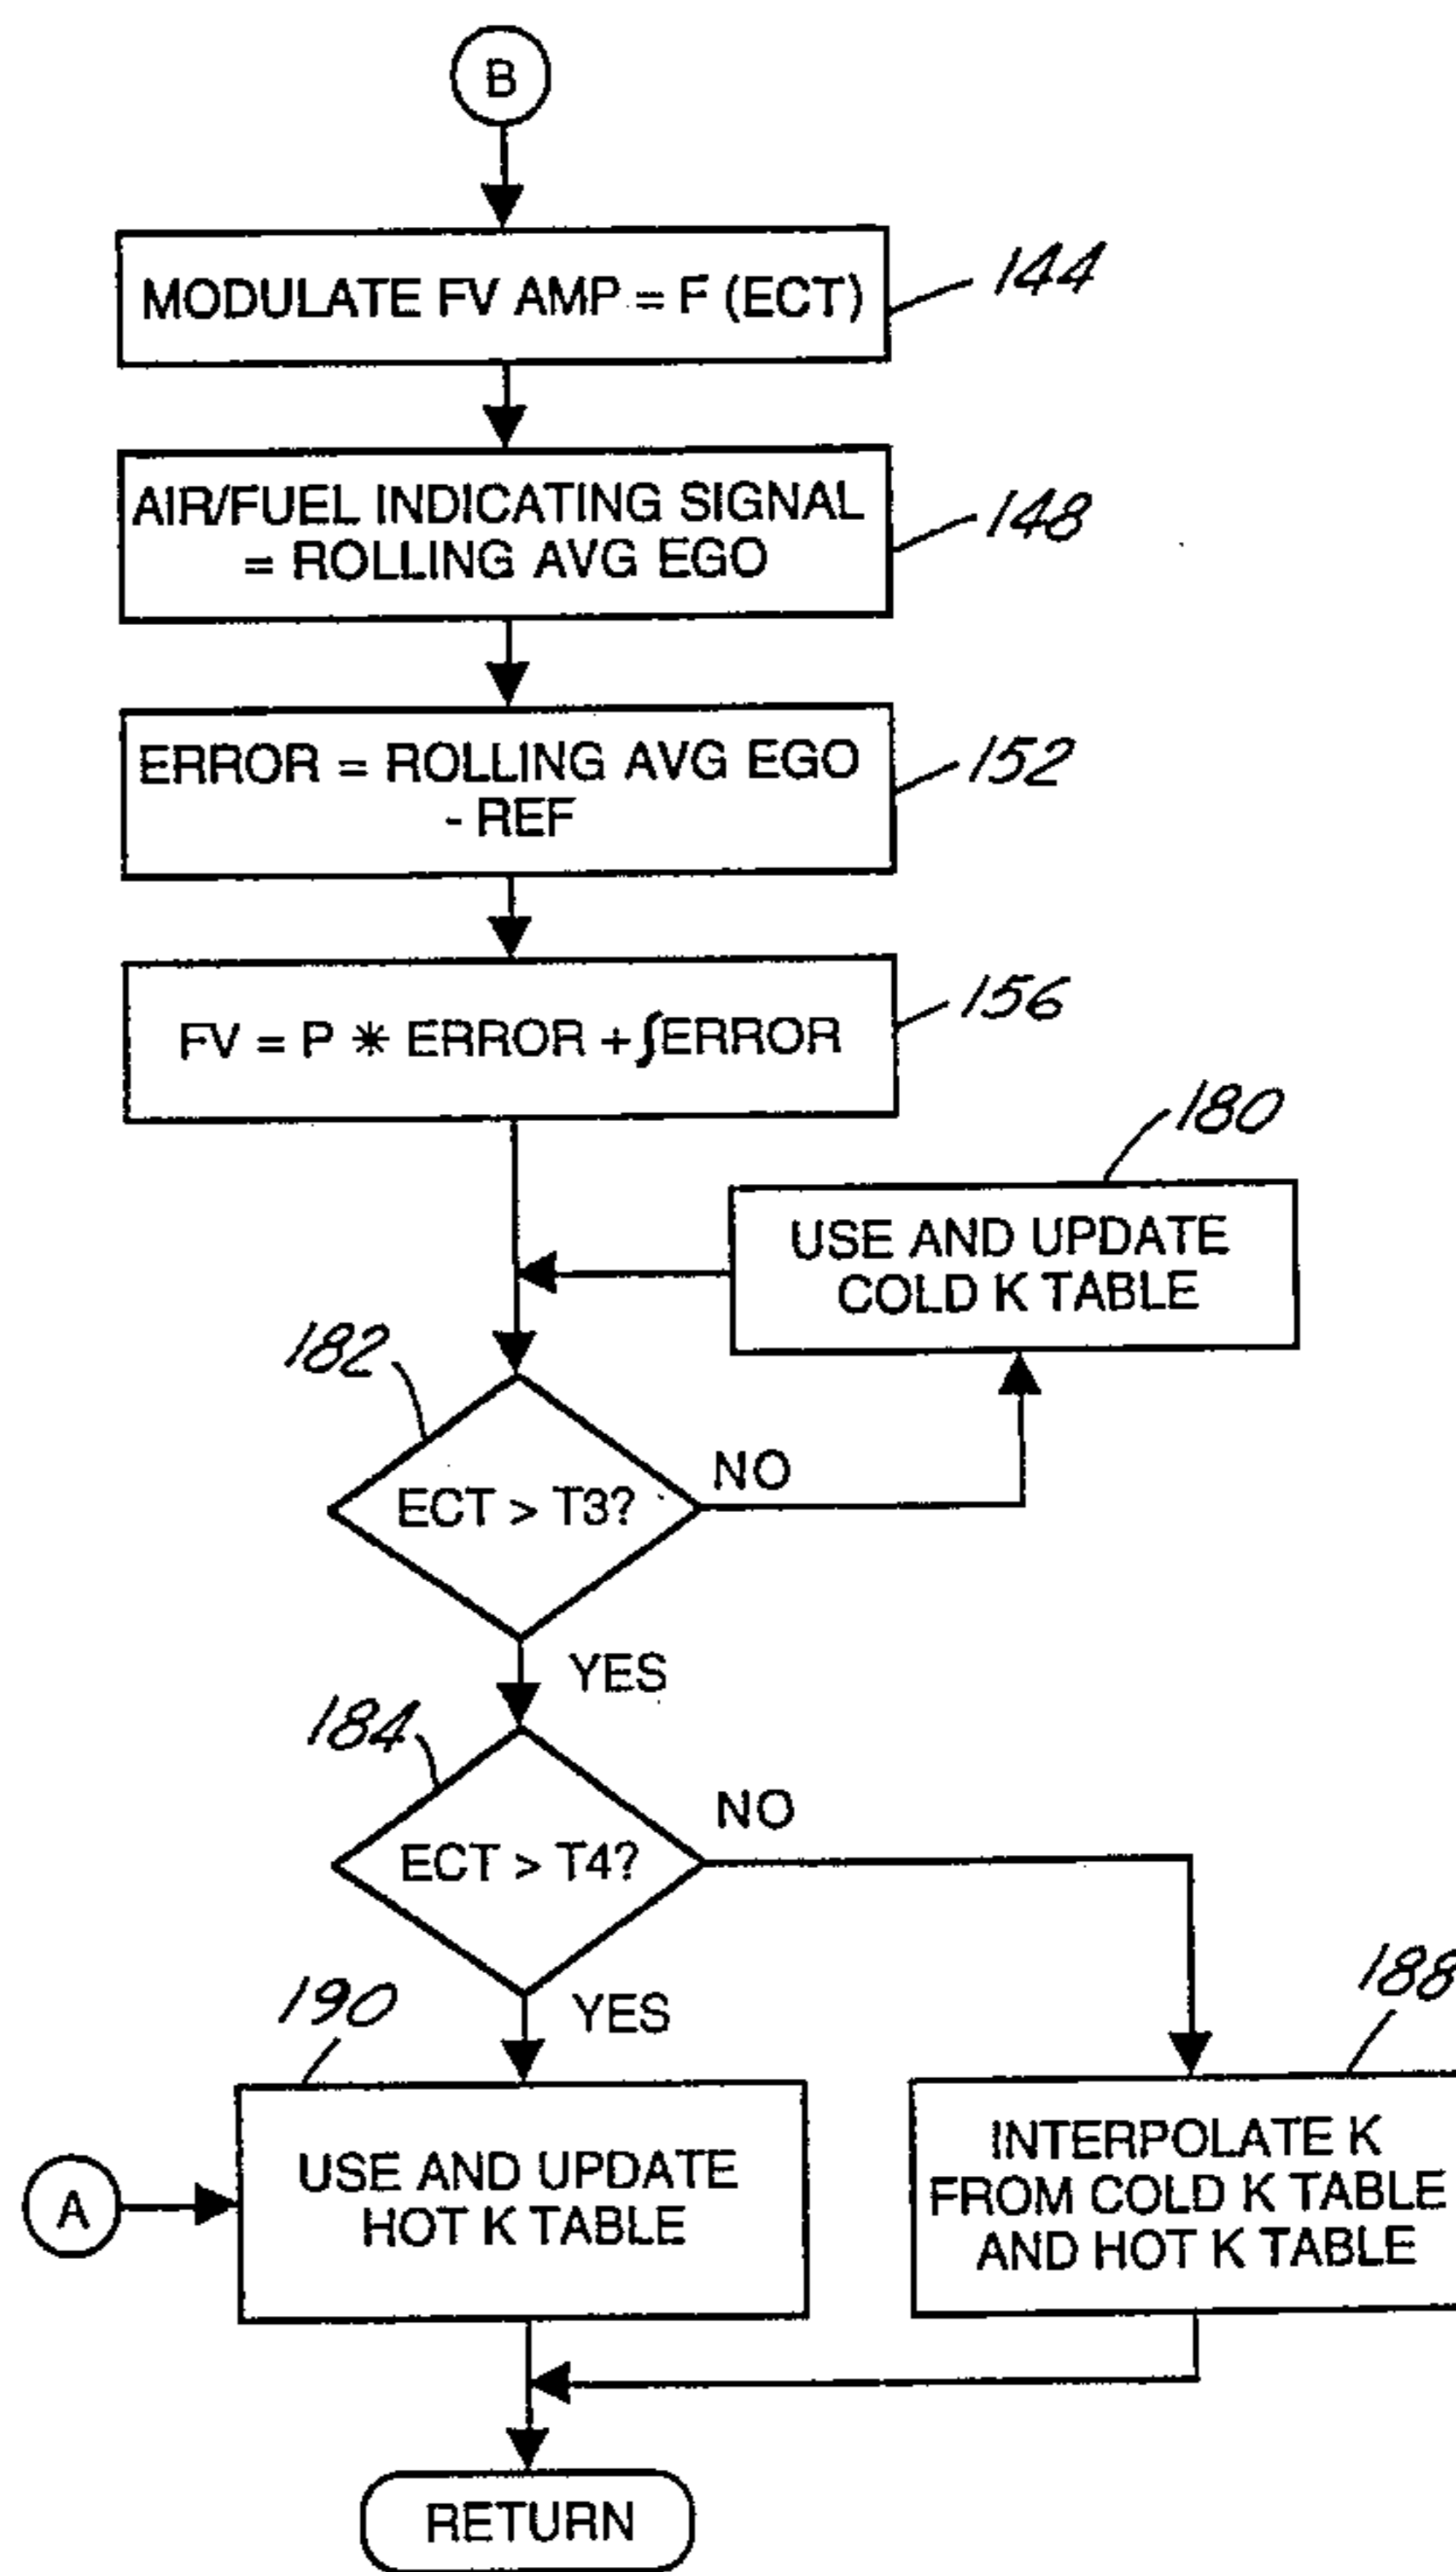 B
MODULATE FV AMP = F (ECT)
144
AIR/FUEL INDICATING SIGNAL
= ROLLING AVG EGO
148
ERROR = ROLLING AVG EGO
- REF
152
FV = P * ERROR + ∫ERROR
156
180
USE AND UPDATE
COLD K TABLE
182
ECT > T3?
NO
YES
184
ECT > T4?
NO
YES
190
188
A
USE AND UPDATE
HOT K TABLE
INTERPOLATE K
FROM COLD K TABLE
AND HOT K TABLE
RETURN